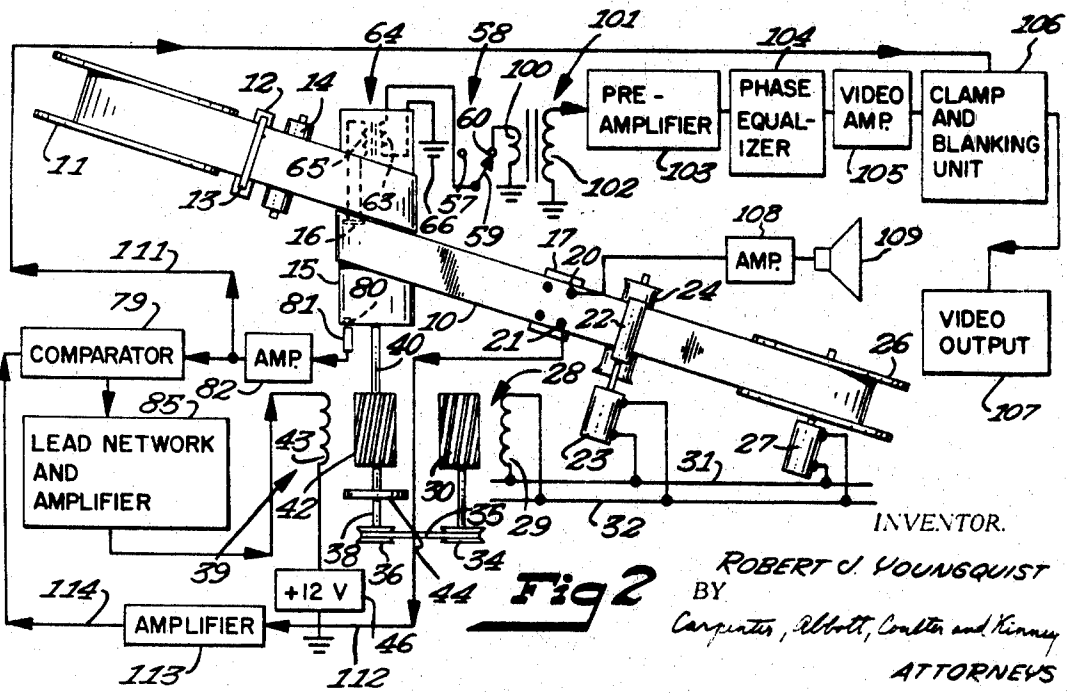 64
58
101
104
106
12
14
100
11
60
PRE-
AMPLIFIER
PHASE
EQUAL-
IZER
VIDEO
AMP.
CLAMP
AND
BLANKING
UNIT
65
13
63
66
57
59
102
103
105
16
111
15
17
20
108
AMP.
109
24
22
79
81
80
10
21
VIDEO
OUTPUT
COMPARATOR
AMP.
82
40
28
26
107
85
LEAD NETWORK
AND
AMPLIFIER
43
42
30
29
23
27
31
32
35
39
38
36
34
44
INVENTOR.
Fig 2
ROBERT J. YOUNGQUIST
BY
+12 V
46
114
AMPLIFIER
113
112
Carpenter, Abbott, Coulter and Kinney
ATTORNEYS